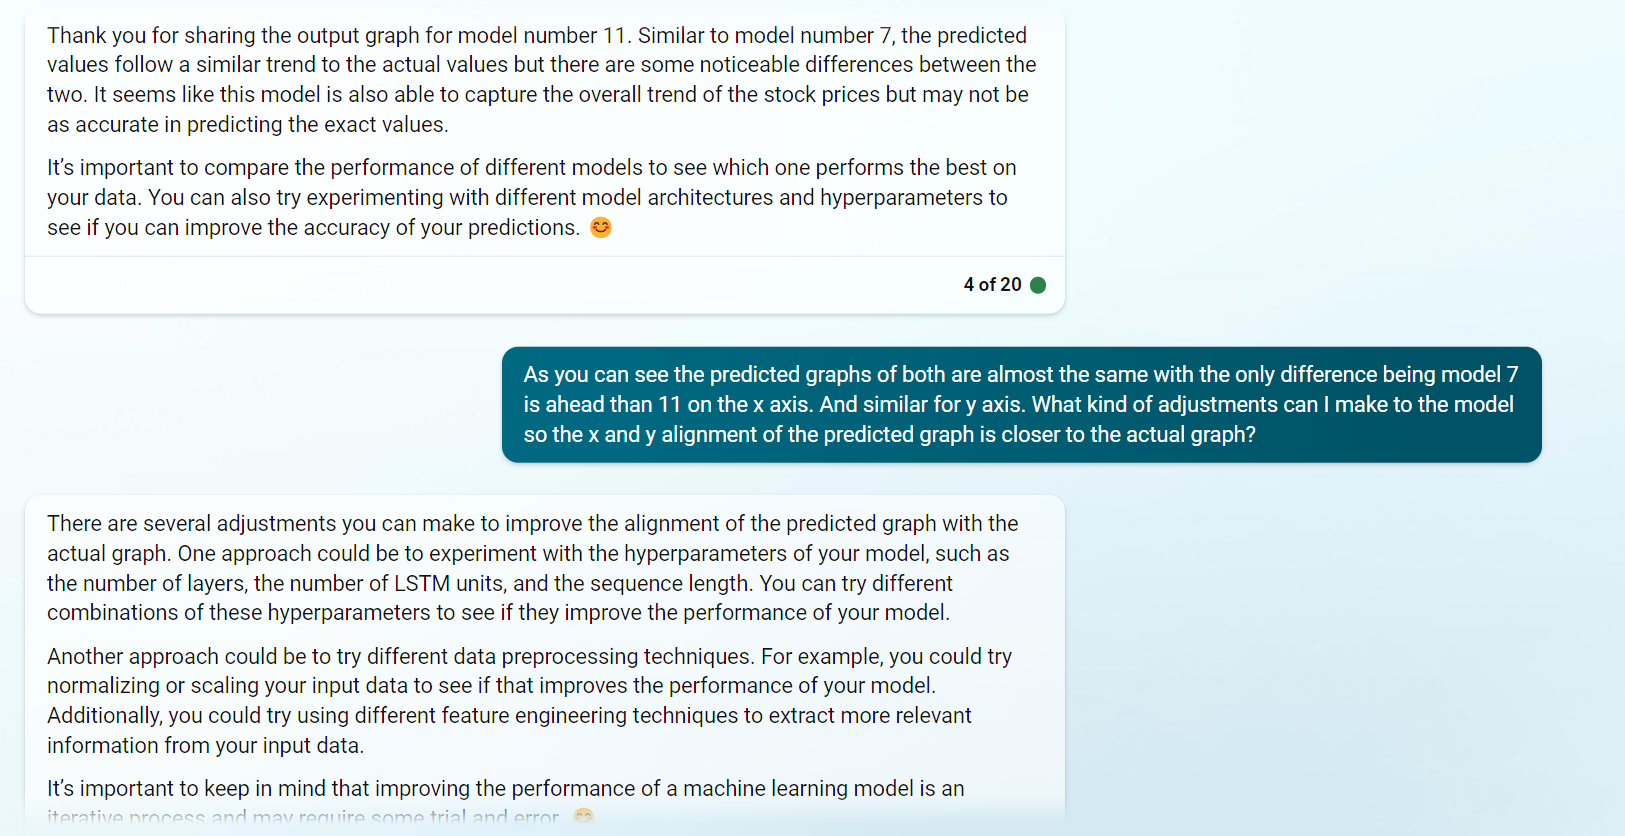 Thank you for sharing the output graph for model number 11. Similar to model number 7, the predicted
values follow a similar trend to the actual values but there are some noticeable differences between the
two. It seems like this model is also able to capture the overall trend of the stock prices but may not be
as accurate in predicting the exact values.
It’s important to compare the performance of different models to see which one performs the best on
your data. You can also try experimenting with different model architectures and hyperparameters to
see if you can improve the accuracy of your predictions. 😊
4 of 20
As you can see the predicted graphs of both are almost the same with the only difference being model 7
is ahead than 11 on the x axis. And similar for y axis. What kind of adjustments can I make to the model
so the x and y alignment of the predicted graph is closer to the actual graph?
There are several adjustments you can make to improve the alignment of the predicted graph with the
actual graph. One approach could be to experiment with the hyperparameters of your model, such as
the number of layers, the number of LSTM units, and the sequence length. You can try different
combinations of these hyperparameters to see if they improve the performance of your model.
Another approach could be to try different data preprocessing techniques. For example, you could try
normalizing or scaling your input data to see if that improves the performance of your model.
Additionally, you could try using different feature engineering techniques to extract more relevant
information from your input data.
It’s important to keep in mind that improving the performance of a machine learning model is an
iterative process and may require some trial and error. 😊